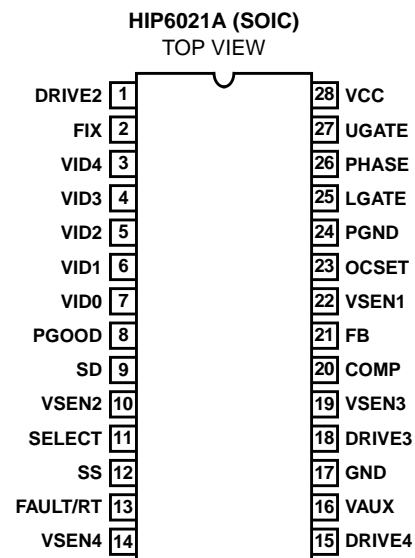 HIP6021A (SOIC)
TOP VIEW
DRIVE2 1 28 VCC
FIX 2 27 UGATE
VID4 3 26 PHASE
VID3 4 25 LGATE
VID2 5 24 PGND
VID1 6 23 OCSET
VID0 7 22 VSEN1
PGOOD 8 21 FB
SD 9 20 COMP
VSEN2 10 19 VSEN3
SELECT 11 18 DRIVE3
SS 12 17 GND
FAULT/RT 13 16 VAUX
VSEN4 14 15 DRIVE4